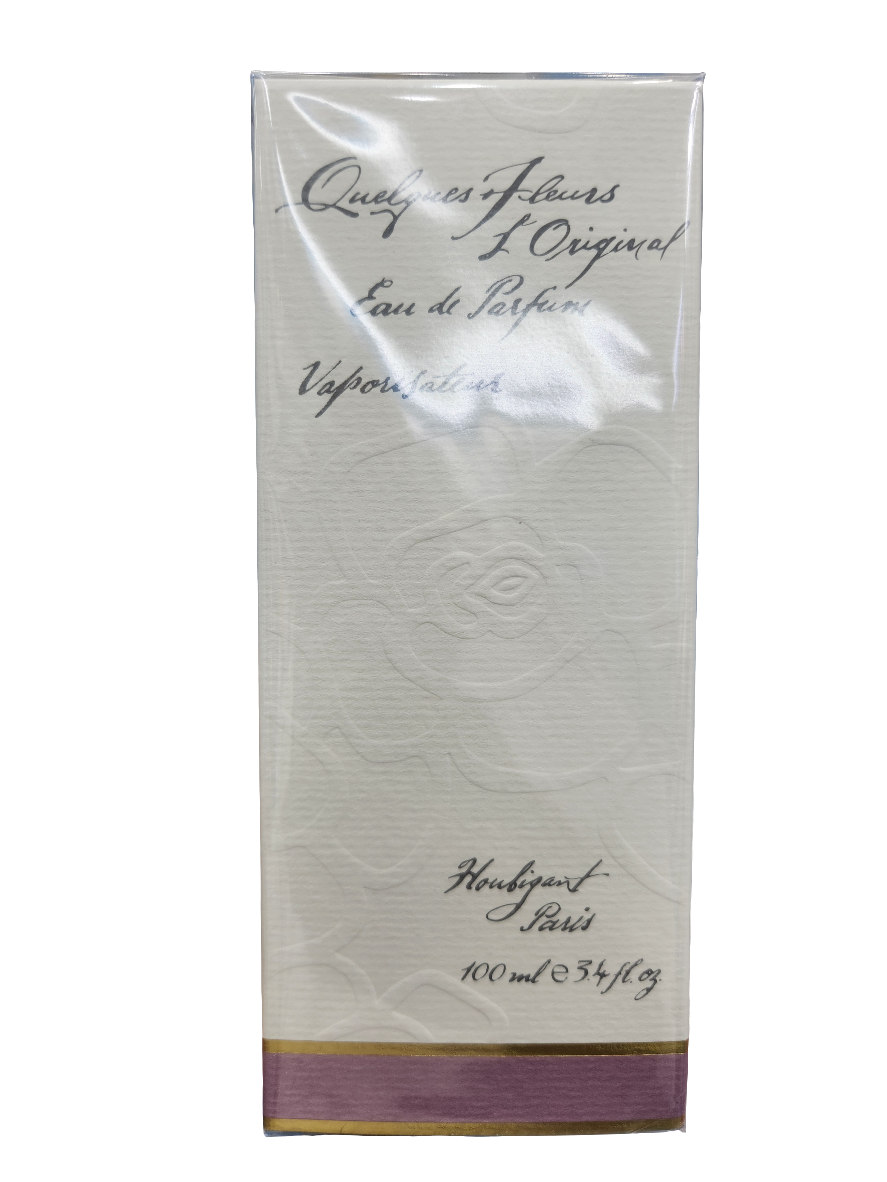 Quelques Fleurs
L'Original
Eau de Parfum
Vaporisateur
Houbigant
Paris
100 ml e 3.4 fl. oz.